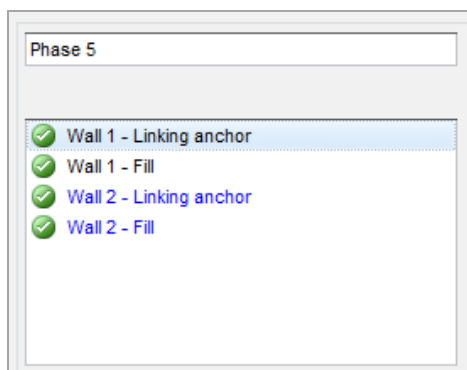 Phase 5
Wall 1 - Linking anchor
Wall 1 - Fill
Wall 2 - Linking anchor
Wall 2 - Fill